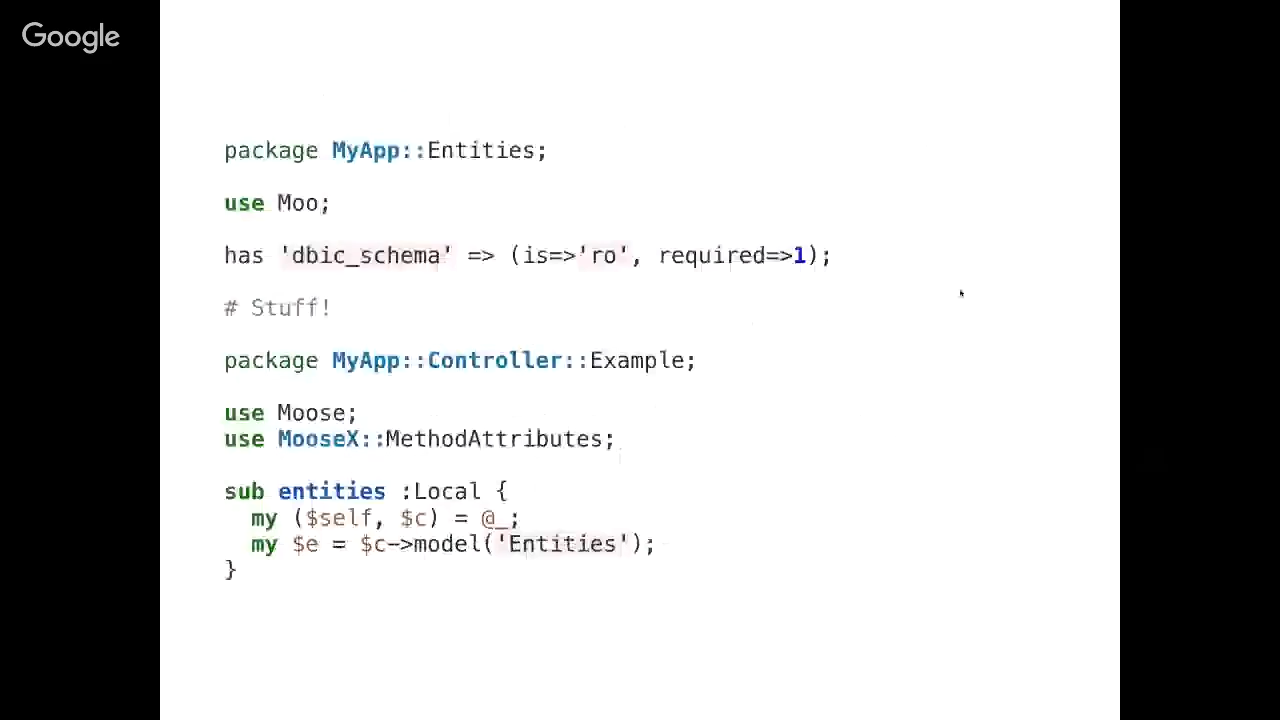 Google
package MyApp::Entities;
use Moo;
has 'dbic_schema' => (is=>'ro', required=>1);
# Stuff!
package MyApp::Controller::Example;
use Moose;
use MooseX::MethodAttributes;
sub entities :Local {
  my ($self, $c) = @_;
  my $e = $c->model('Entities');
}